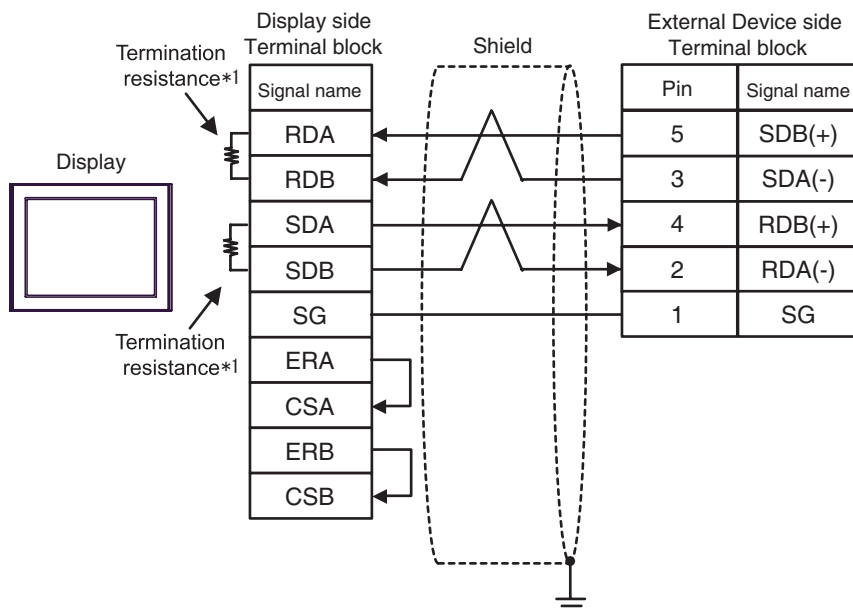 Display side
Terminal block
Shield
External Device side
Terminal block
Termination
resistance*1
Signal name
Pin
Signal name
RDA
5
SDB(+)
Display
RDB
3
SDA(-)
SDA
4
RDB(+)
SDB
2
RDA(-)
SG
1
SG
Termination
resistance*1
ERA
CSA
ERB
CSB